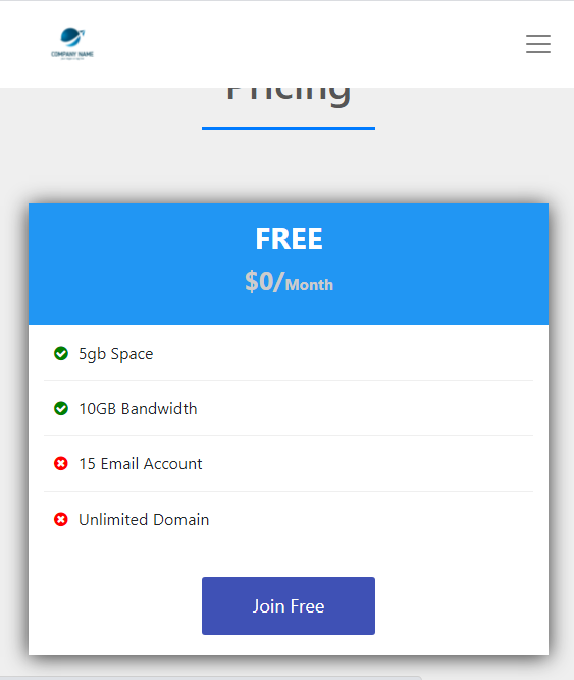 COMPANY NAME
Pricing
FREE
$0/Month
5gb Space
10GB Bandwidth
15 Email Account
Unlimited Domain
Join Free